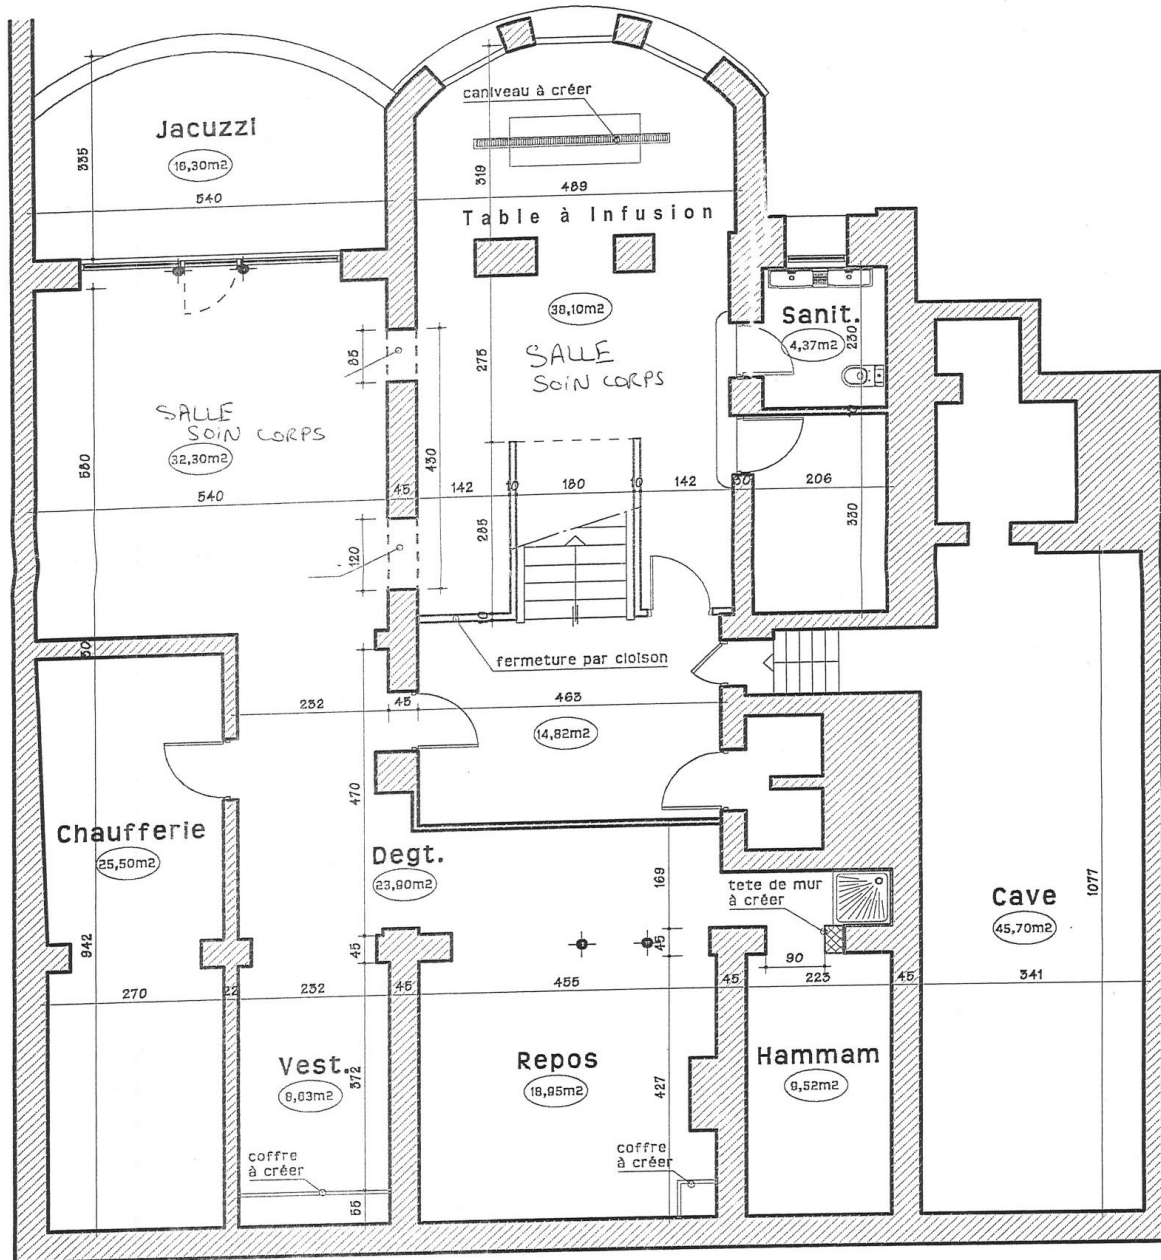 caniveau à créer
Jacuzzi
16,30m2
335
319
540
489
Table à Infusion
38,10m2
Sanit.
4,37m2
230
85
275
SALLE
SOIN CORPS
SALLE
SOIN CORPS
32,30m2
580
430
540
45
142
10
180
10
142
30
206
330
120
285
10
fermeture par cloison
30
232
45
463
14,82m2
470
Chaufferie
25,50m2
Degt.
23,90m2
169
tete de mur
à créer
Cave
45,70m2
1077
942
45
45
90
270
22
232
45
455
45
223
45
341
Vest.
372
Repos
18,95m2
427
Hammam
9,52m2
coffre
à créer
coffre
à créer
55